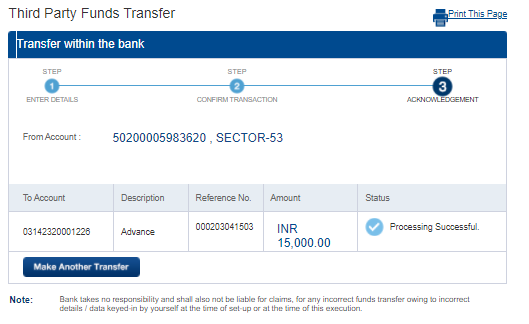 Third Party Funds Transfer
Print This Page
Transfer within the bank
STEP STEP STEP
1 2 3
ENTER DETAILS CONFIRM TRANSACTION ACKNOWLEDGEMENT
From Account : 50200005983620 , SECTOR-53
To Account Description Reference No. Amount Status
03142320001226 Advance 000203041503 INR 15,000.00 Processing Successful.
Make Another Transfer
Note: Bank takes no responsibility and shall also not be liable for claims, for any incorrect funds transfer owing to incorrect
details / data keyed-in by yourself at the time of set-up or at the time of this execution.